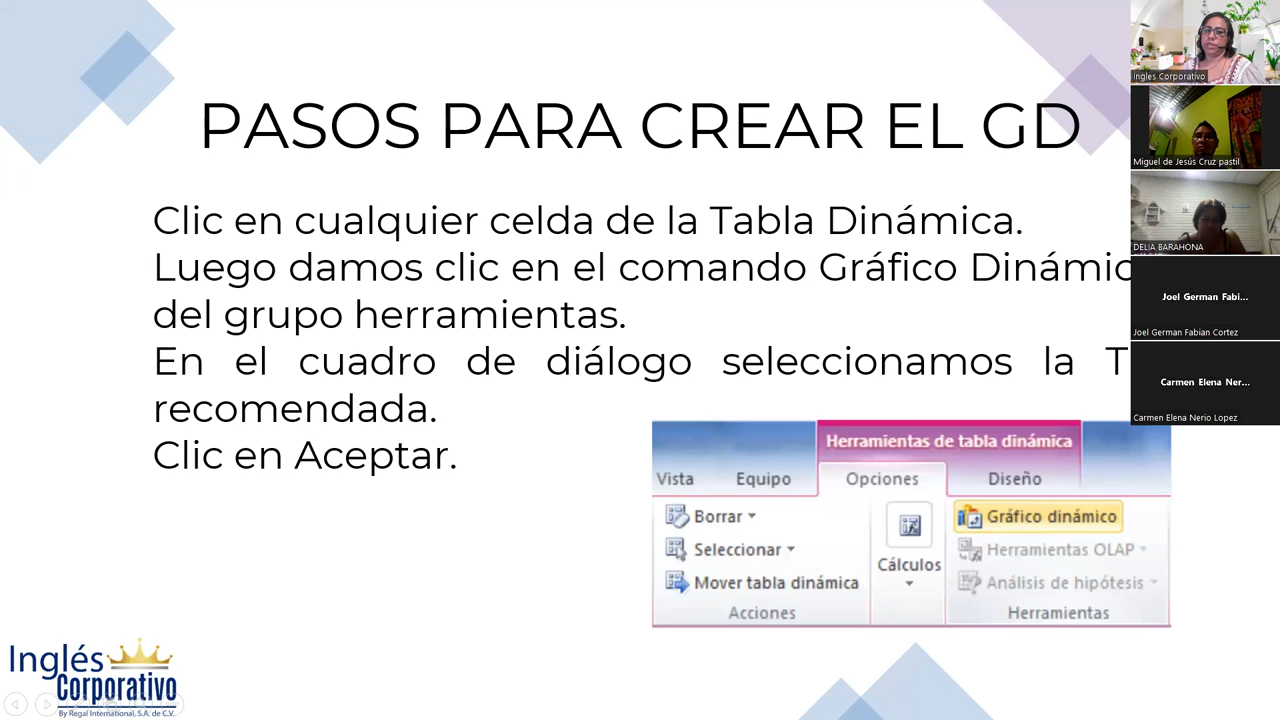 PASOS PARA CREAR EL GD
Clic en cualquier celda de la Tabla Dinámica.
Luego damos clic en el comando Gráfico Dinámic
del grupo herramientas.
En el cuadro de diálogo seleccionamos la T
recomendada.
Clic en Aceptar.
Herramientas de tabla dinámica
Vista Equipo Opciones Diseño
Borrar
Seleccionar
Mover tabla dinámica
Acciones
Cálculos
Gráfico dinámico
Herramientas OLAP
Análisis de hipótesis
Herramientas
Inglés
Corporativo
By Regal International, S.A. de C.V.
Ingles Corporativo
Miguel de Jesús Cruz pastil
DELIA BARAHONA
Joel German Fabi...
Joel German Fabian Cortez
Carmen Elena Ner...
Carmen Elena Nerio Lopez